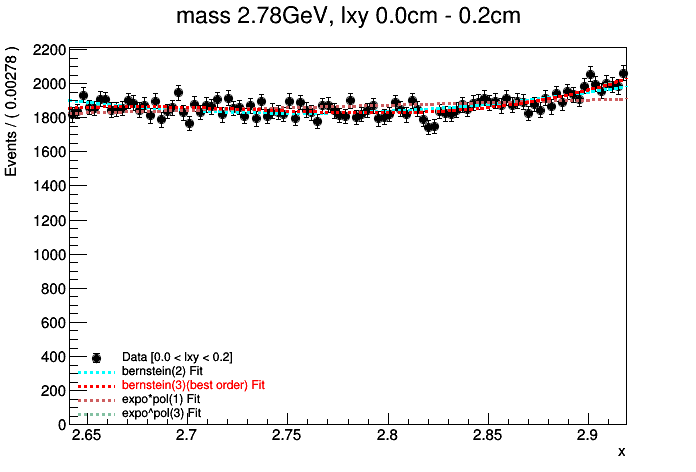 mass 2.78GeV, lxy 0.0cm - 0.2cm
Events / ( 0.00278 )
2200
2000
1800
1600
1400
1200
1000
800
600
400
200
0
Data [0.0 < lxy < 0.2]
bernstein(2) Fit
bernstein(3)(best order) Fit
expo*pol(1) Fit
expo^pol(3) Fit
2.65 2.7 2.75 2.8 2.85 2.9
x